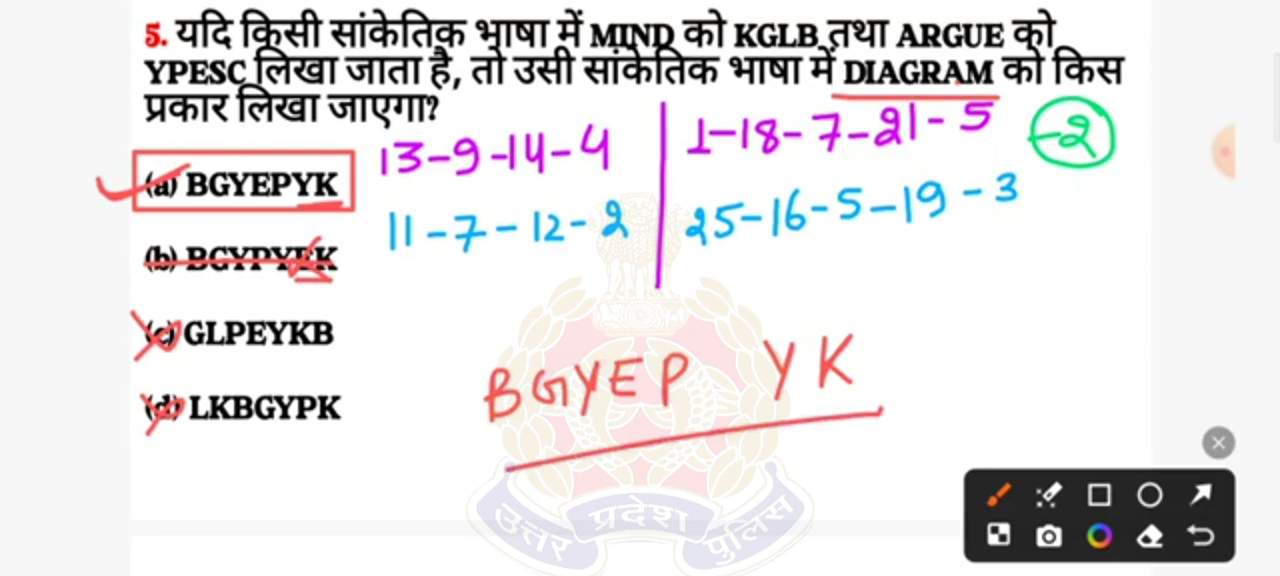 5. यदि किसी सांकेतिक भाषा में MIND को KGLB तथा ARGUE को
YPESC लिखा जाता है, तो उसी सांकेतिक भाषा में DIAGRAM को किस
प्रकार लिखा जाएगा?
13-9-14-4
1-18-7-21-5
-2
(a) BGYEPYK
11-7-12-2
25-16-5-19-3
(b) BGYPYEK
(c) GLPEYKB
BGYEP YK
(d) LKBGYPK
उत्तर प्रदेश पुलिस